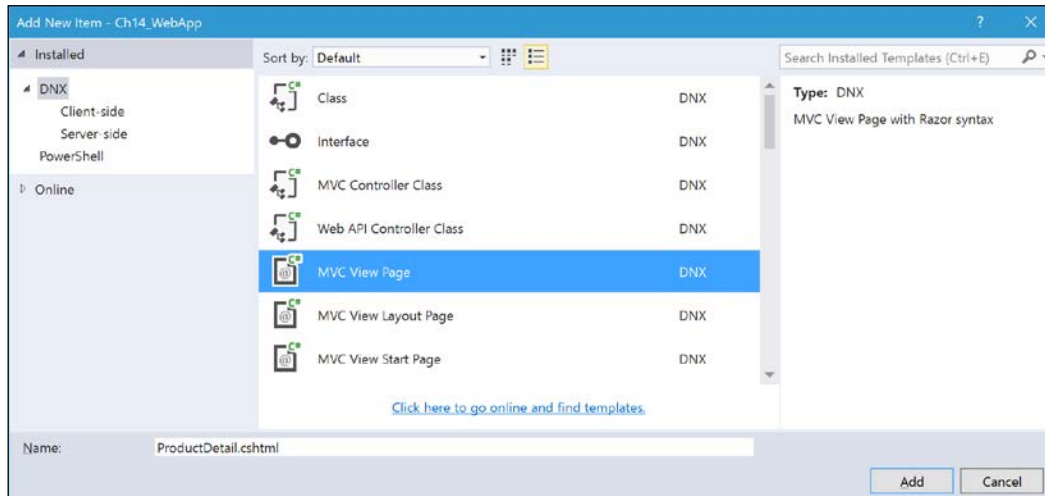 Add New Item - Ch14_WebApp
?
Installed
DNX
Client-side
Server-side
PowerShell
Online
Sort by: Default
Class DNX
Interface DNX
MVC Controller Class DNX
Web API Controller Class DNX
MVC View Page DNX
MVC View Layout Page DNX
MVC View Start Page DNX
Click here to go online and find templates.
Search Installed Templates (Ctrl+E)
Type: DNX
MVC View Page with Razor syntax
Name: ProductDetail.cshtml
Add Cancel